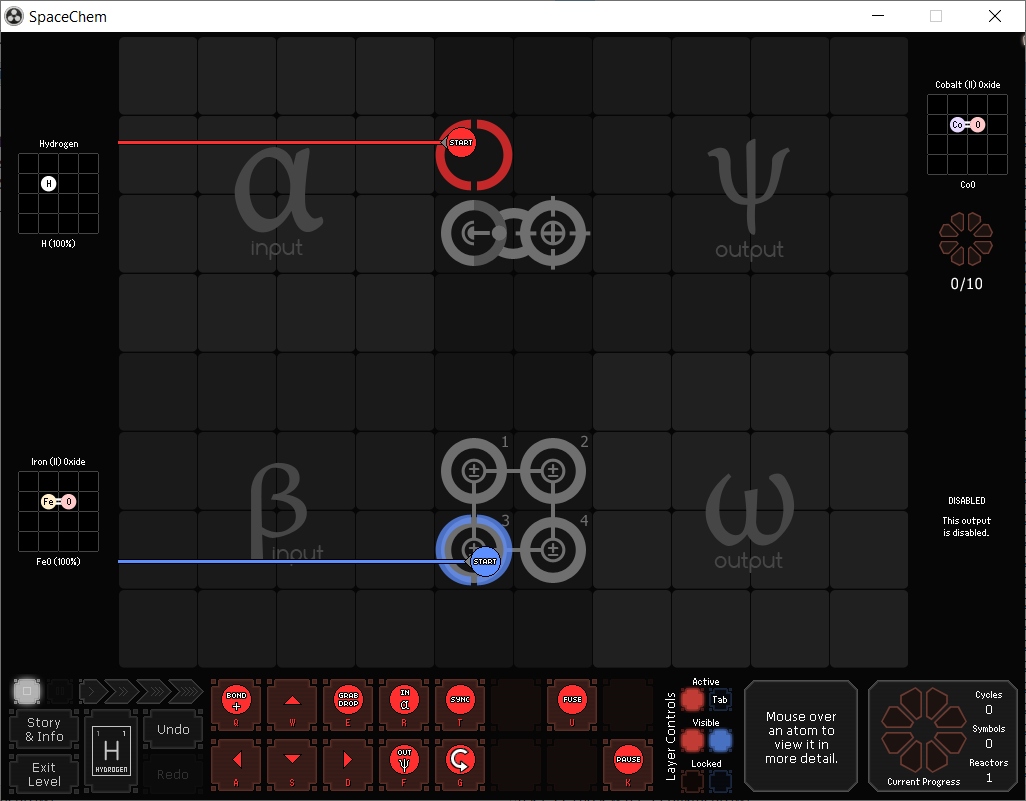 SpaceChem
Cobalt (II) Oxide
Co
O
CoO
0/10
Hydrogen
H
H (100%)
START
α
input
ψ
output
Iron (II) Oxide
Fe
O
FeO (100%)
1
2
3
4
±
±
±
±
START
β
input
ω
output
DISABLED
This output
is disabled.
BOND
+
Q
W
GRAB
DROP
E
IN
α
R
SYNC
T
FUSE
U
A
S
D
OUT
ψ
F
G
PAUSE
K
Story
& Info
Exit
Level
1 1
H
HYDROGEN
Undo
Redo
Layer Controls
Active
Tab
Visible
Locked
Mouse over
an atom to
view it in
more detail.
Cycles
0
Symbols
0
Reactors
1
Current Progress